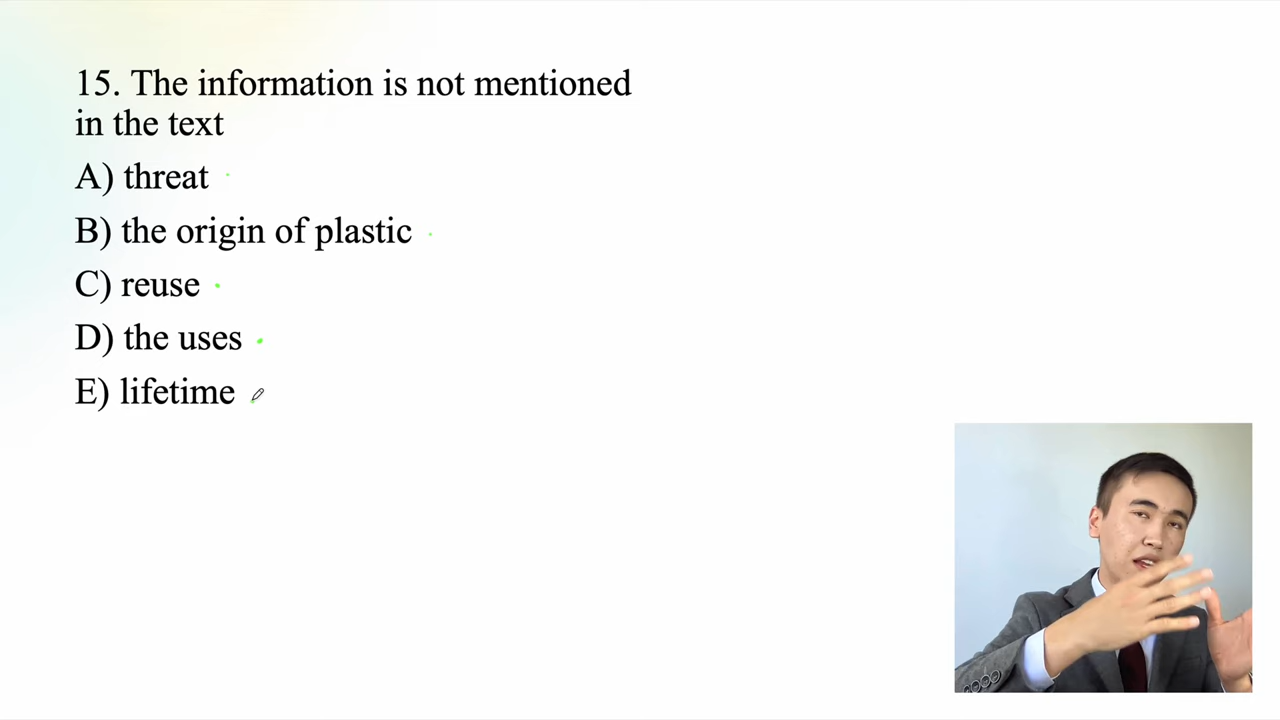 15. The information is not mentioned
in the text
A) threat
B) the origin of plastic
C) reuse
D) the uses
E) lifetime